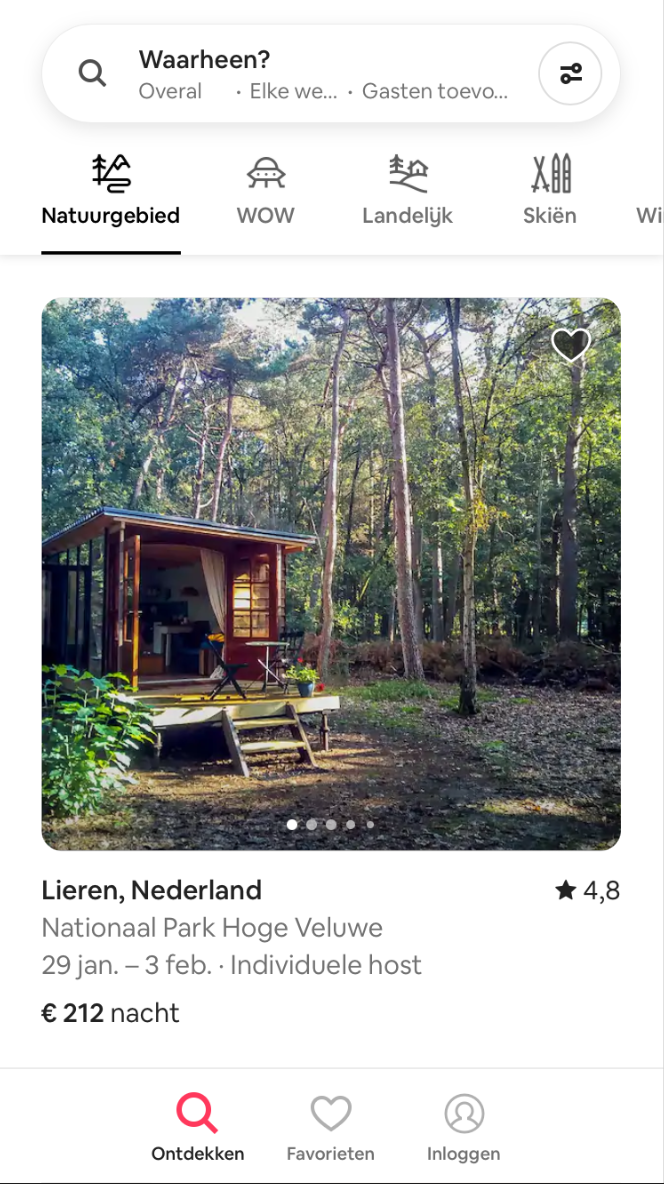 Waarheen?
Overal · Elke we... · Gasten toevo...
Natuurgebied WOW Landelijk Skiën Wi
Lieren, Nederland ★ 4,8
Nationaal Park Hoge Veluwe
29 jan. – 3 feb. · Individuele host
€ 212 nacht
Ontdekken Favorieten Inloggen